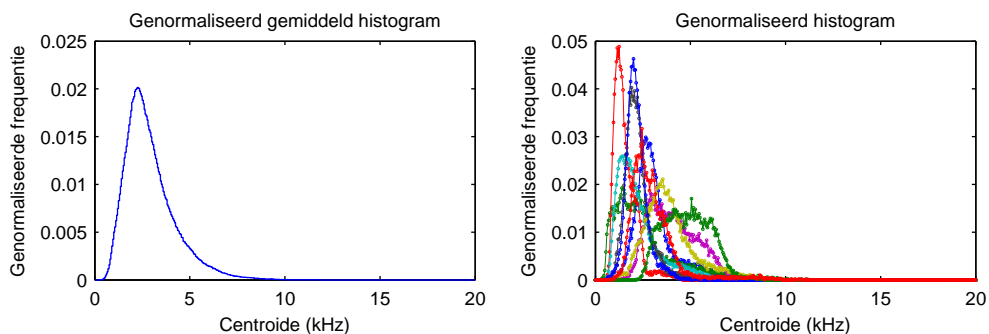 Genormaliseerd gemiddeld histogram
0.025
0.02
0.015
0.01
0.005
0
0 5 10 15 20
Genormaliseerde frequentie
Centroide (kHz)
Genormaliseerd histogram
0.05
0.04
0.03
0.02
0.01
0
0 5 10 15 20
Genormaliseerde frequentie
Centroide (kHz)